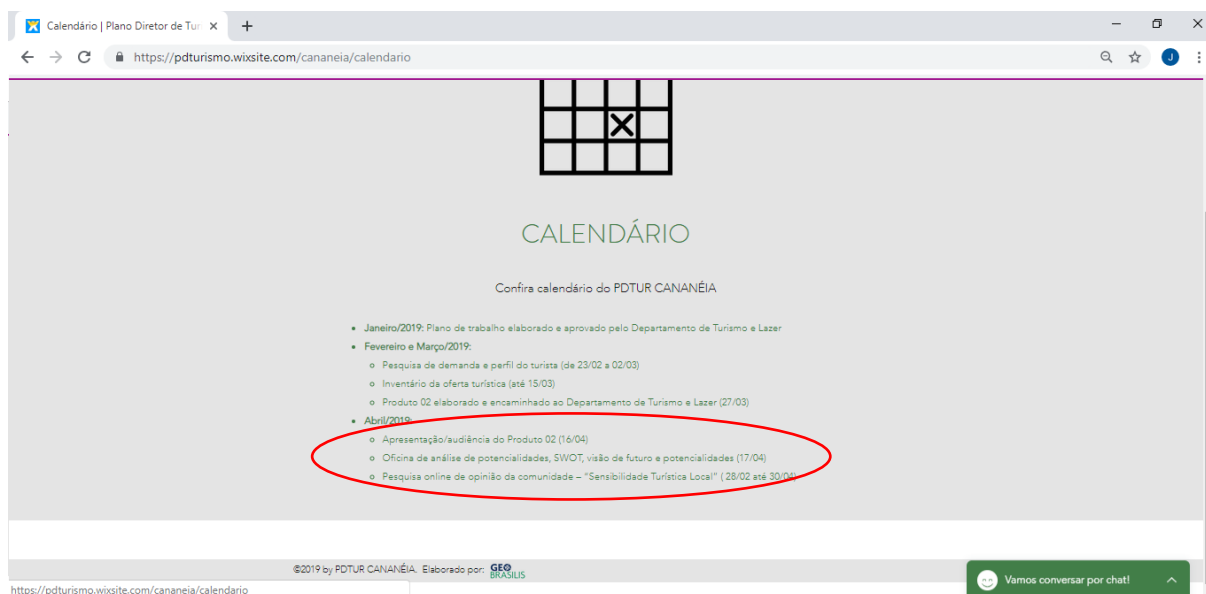 Calendário | Plano Diretor de Tur
https://pdturismo.wixsite.com/cananeia/calendario
J
CALENDÁRIO
Confira calendário do PDTUR CANANÉIA
Janeiro/2019: Plano de trabalho elaborado e aprovado pelo Departamento de Turismo e Lazer
Fevereiro e Março/2019:
Pesquisa de demanda e perfil do turista (de 23/02 a 02/03)
Inventário da oferta turística (até 15/03)
Produto 02 elaborado e encaminhado ao Departamento de Turismo e Lazer (27/03)
Abril/2019:
Apresentação/audiência do Produto 02 (16/04)
Oficina de análise de potencialidades, SWOT, visão de futuro e potencialidades (17/04)
Pesquisa online de opinião da comunidade – "Sensibilidade Turística Local" ( 28/02 até 30/04)
©2019 by PDTUR CANANÉIA. Elaborado por: GEO BRASILIS
Vamos conversar por chat!
https://pdturismo.wixsite.com/cananeia/calendario